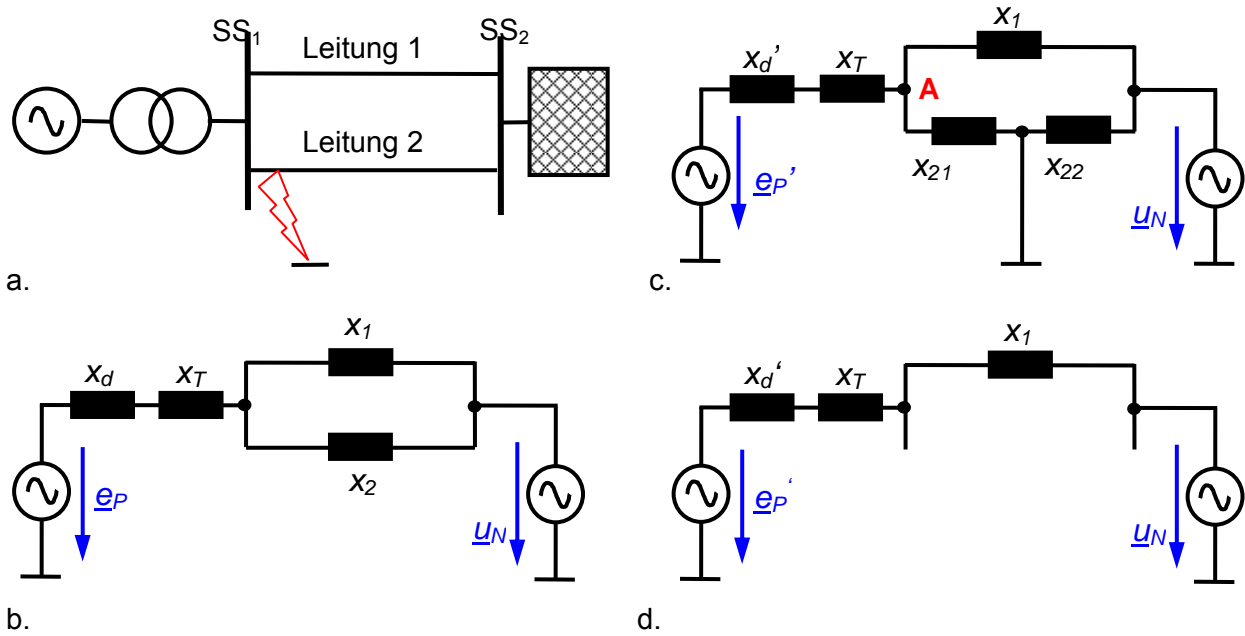 SS1
Leitung 1
SS2
Leitung 2
a.
x1
xd’
xT
A
x21
x22
eP’
uN
c.
x1
xd
xT
x2
eP
uN
b.
x1
xd‘
xT
eP‘
uN
d.